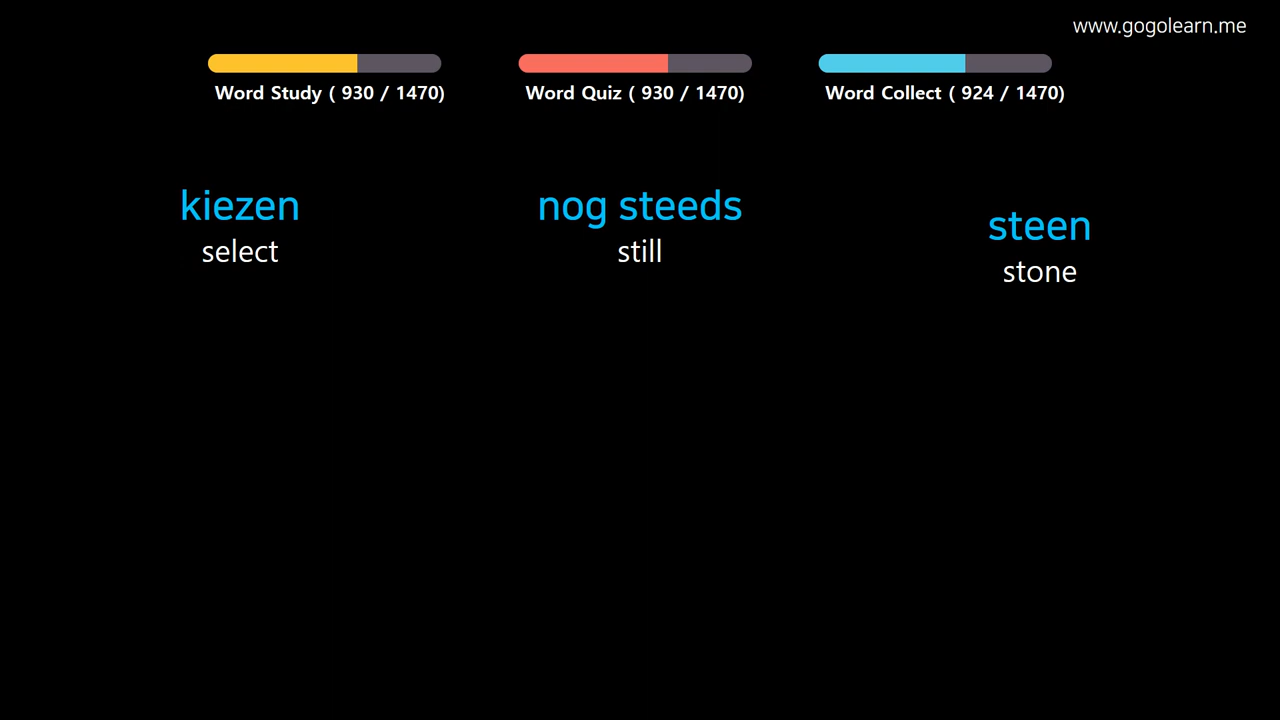 www.gogolearn.me
Word Study ( 930 / 1470)
Word Quiz ( 930 / 1470)
Word Collect ( 924 / 1470)
kiezen
select
nog steeds
still
steen
stone